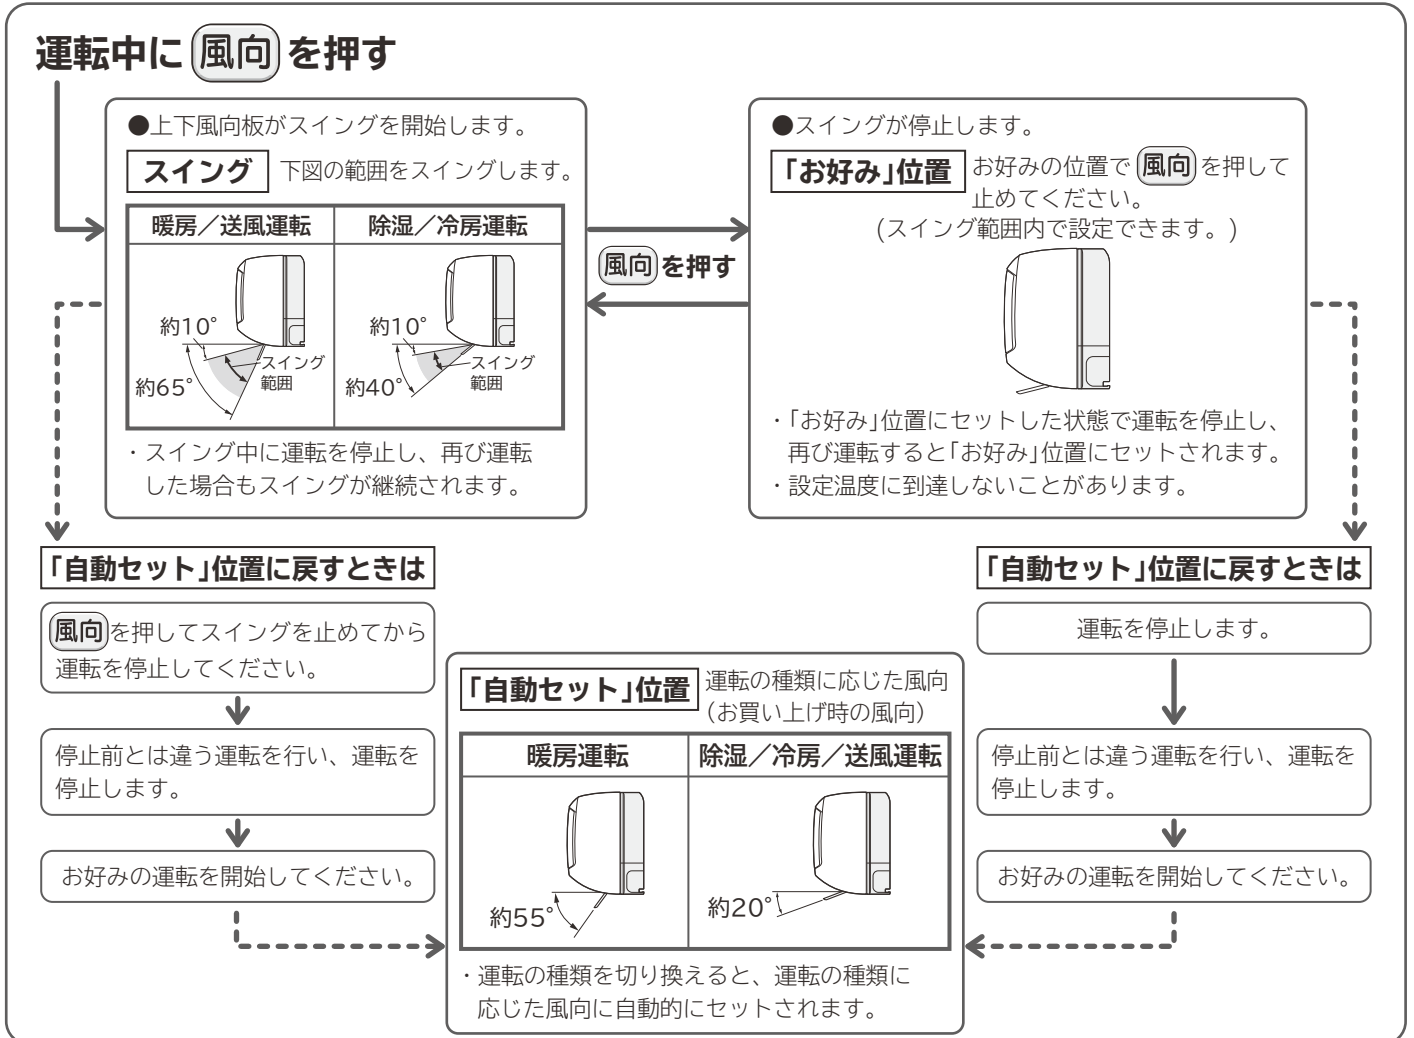 運転中に 風向 を押す
●上下風向板がスイングを開始します。
スイング 下図の範囲をスイングします。
暖房／送風運転 除湿／冷房運転
約10° 約10°
スイング スイング
範囲 範囲
約65° 約40°
・スイング中に運転を停止し、再び運転
した場合もスイングが継続されます。
風向 を押す
●スイングが停止します。
「お好み」位置 お好みの位置で 風向 を押して
止めてください。
(スイング範囲内で設定できます。)
・「お好み」位置にセットした状態で運転を停止し、
再び運転すると「お好み」位置にセットされます。
・設定温度に到達しないことがあります。
「自動セット」位置に戻すときは
風向 を押してスイングを止めてから
運転を停止してください。
停止前とは違う運転を行い、運転を
停止します。
お好みの運転を開始してください。
「自動セット」位置に戻すときは
運転を停止します。
停止前とは違う運転を行い、運転を
停止します。
お好みの運転を開始してください。
「自動セット」位置 運転の種類に応じた風向
(お買い上げ時の風向)
暖房運転 除湿／冷房／送風運転
約55° 約20°
・運転の種類を切り換えると、運転の種類に
応じた風向に自動的にセットされます。